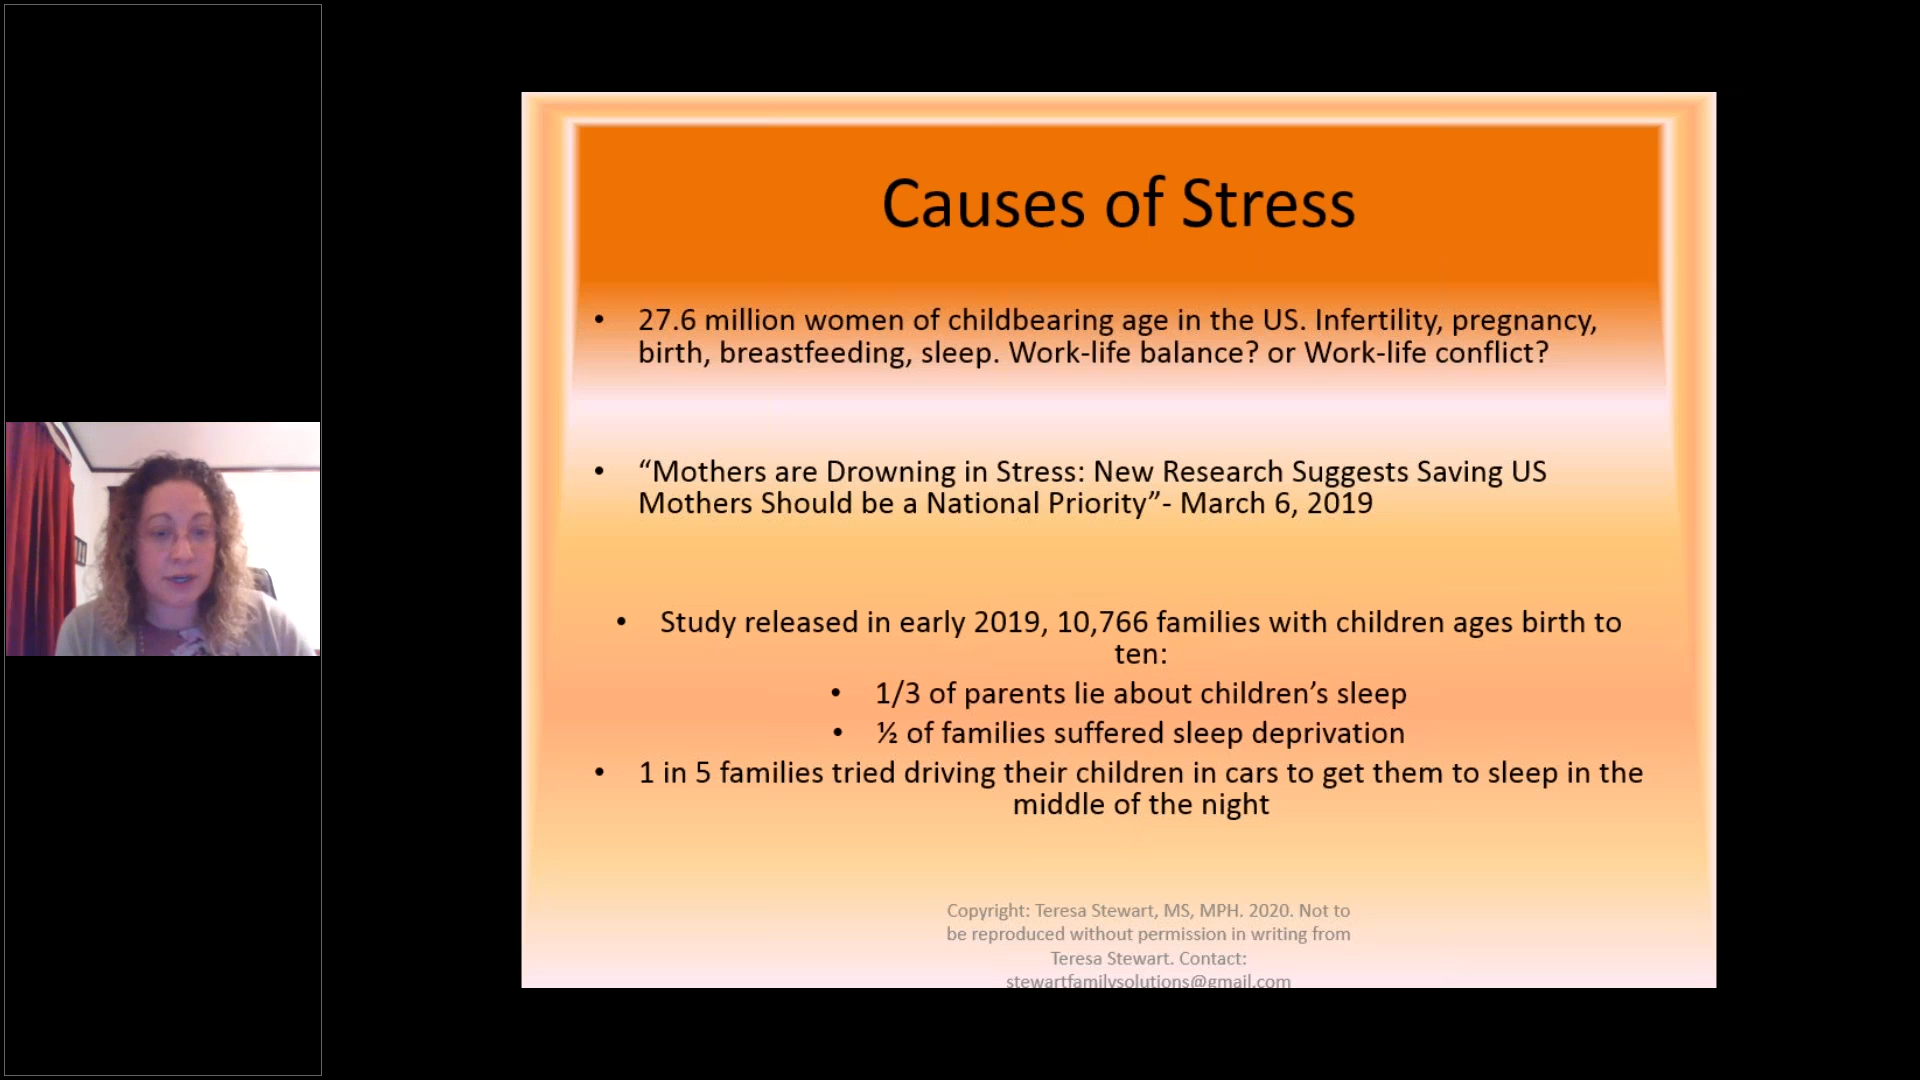 Causes of Stress
• 27.6 million women of childbearing age in the US. Infertility, pregnancy,
birth, breastfeeding, sleep. Work-life balance? or Work-life conflict?
• “Mothers are Drowning in Stress: New Research Suggests Saving US
Mothers Should be a National Priority”- March 6, 2019
• Study released in early 2019, 10,766 families with children ages birth to
ten:
• 1/3 of parents lie about children’s sleep
• ½ of families suffered sleep deprivation
• 1 in 5 families tried driving their children in cars to get them to sleep in the
middle of the night
Copyright: Teresa Stewart, MS, MPH. 2020. Not to
be reproduced without permission in writing from
Teresa Stewart. Contact:
stewartfamilysolutions@gmail.com